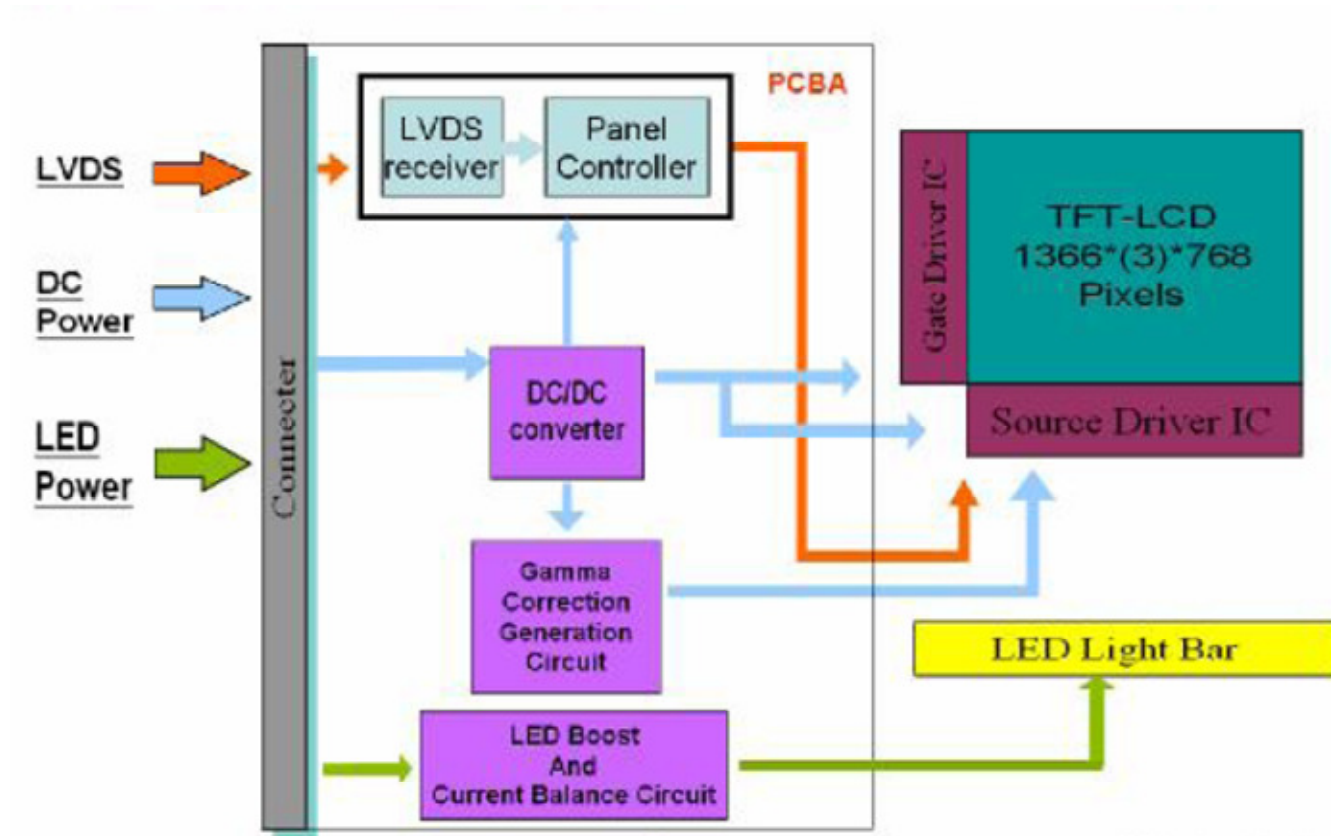 PCBA
LVDS
receiver
Panel
Controller
LVDS
DC
Power
LED
Power
Connecter
DC/DC
converter
Gamma
Correction
Generation
Circuit
LED Boost
And
Current Balance Circuit
Gate Driver IC
TFT-LCD
1366*(3)*768
Pixels
Source Driver IC
LED Light Bar